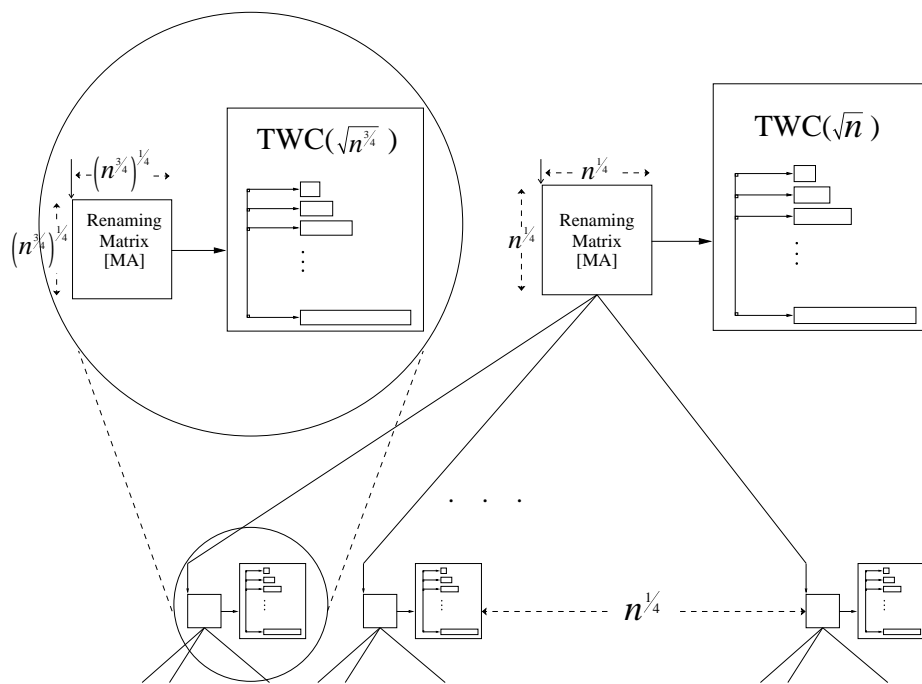 TWC(√n^{3/4})
(n^{3/4})^{1/4}
(n^{3/4})^{1/4}
Renaming
Matrix
[MA]
TWC(√n)
n^{1/4}
n^{1/4}
Renaming
Matrix
[MA]
n^{1/4}